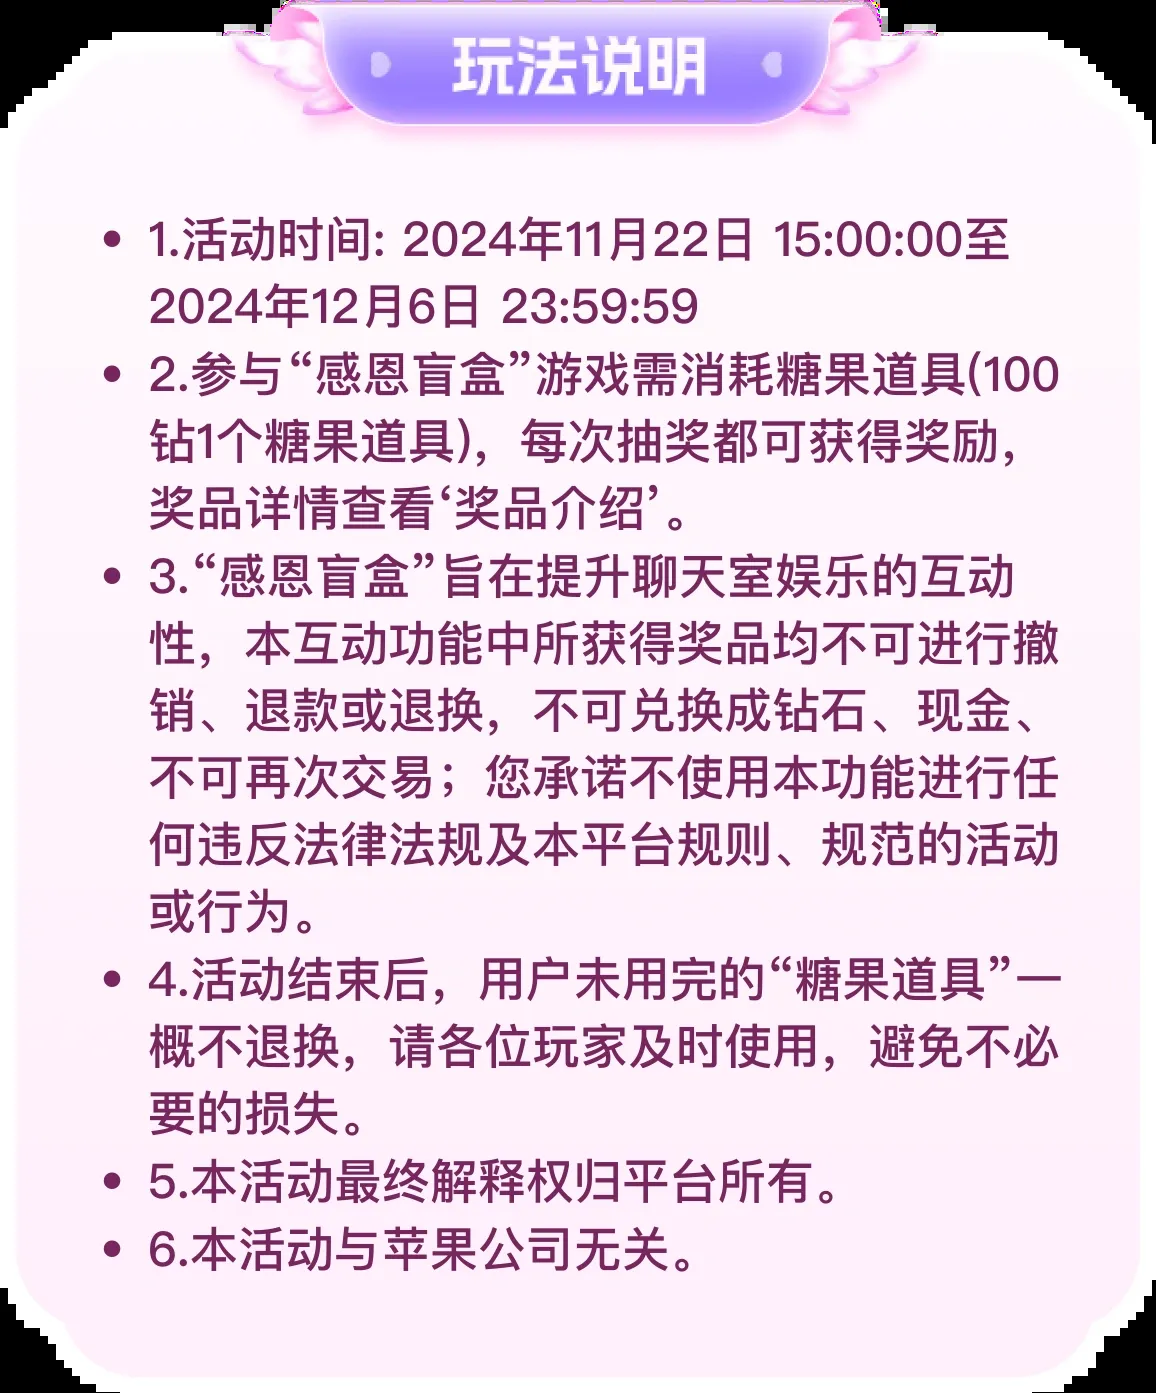 玩法说明
1.活动时间: 2024年11月22日 15:00:00至
2024年12月6日 23:59:59
2.参与“感恩盲盒”游戏需消耗糖果道具(100
钻1个糖果道具)，每次抽奖都可获得奖励，
奖品详情查看‘奖品介绍’。
3.“感恩盲盒”旨在提升聊天室娱乐的互动
性，本互动功能中所获得奖品均不可进行撤
销、退款或退换，不可兑换成钻石、现金、
不可再次交易；您承诺不使用本功能进行任
何违反法律法规及本平台规则、规范的活动
或行为。
4.活动结束后，用户未用完的“糖果道具”一
概不退换，请各位玩家及时使用，避免不必
要的损失。
5.本活动最终解释权归平台所有。
6.本活动与苹果公司无关。